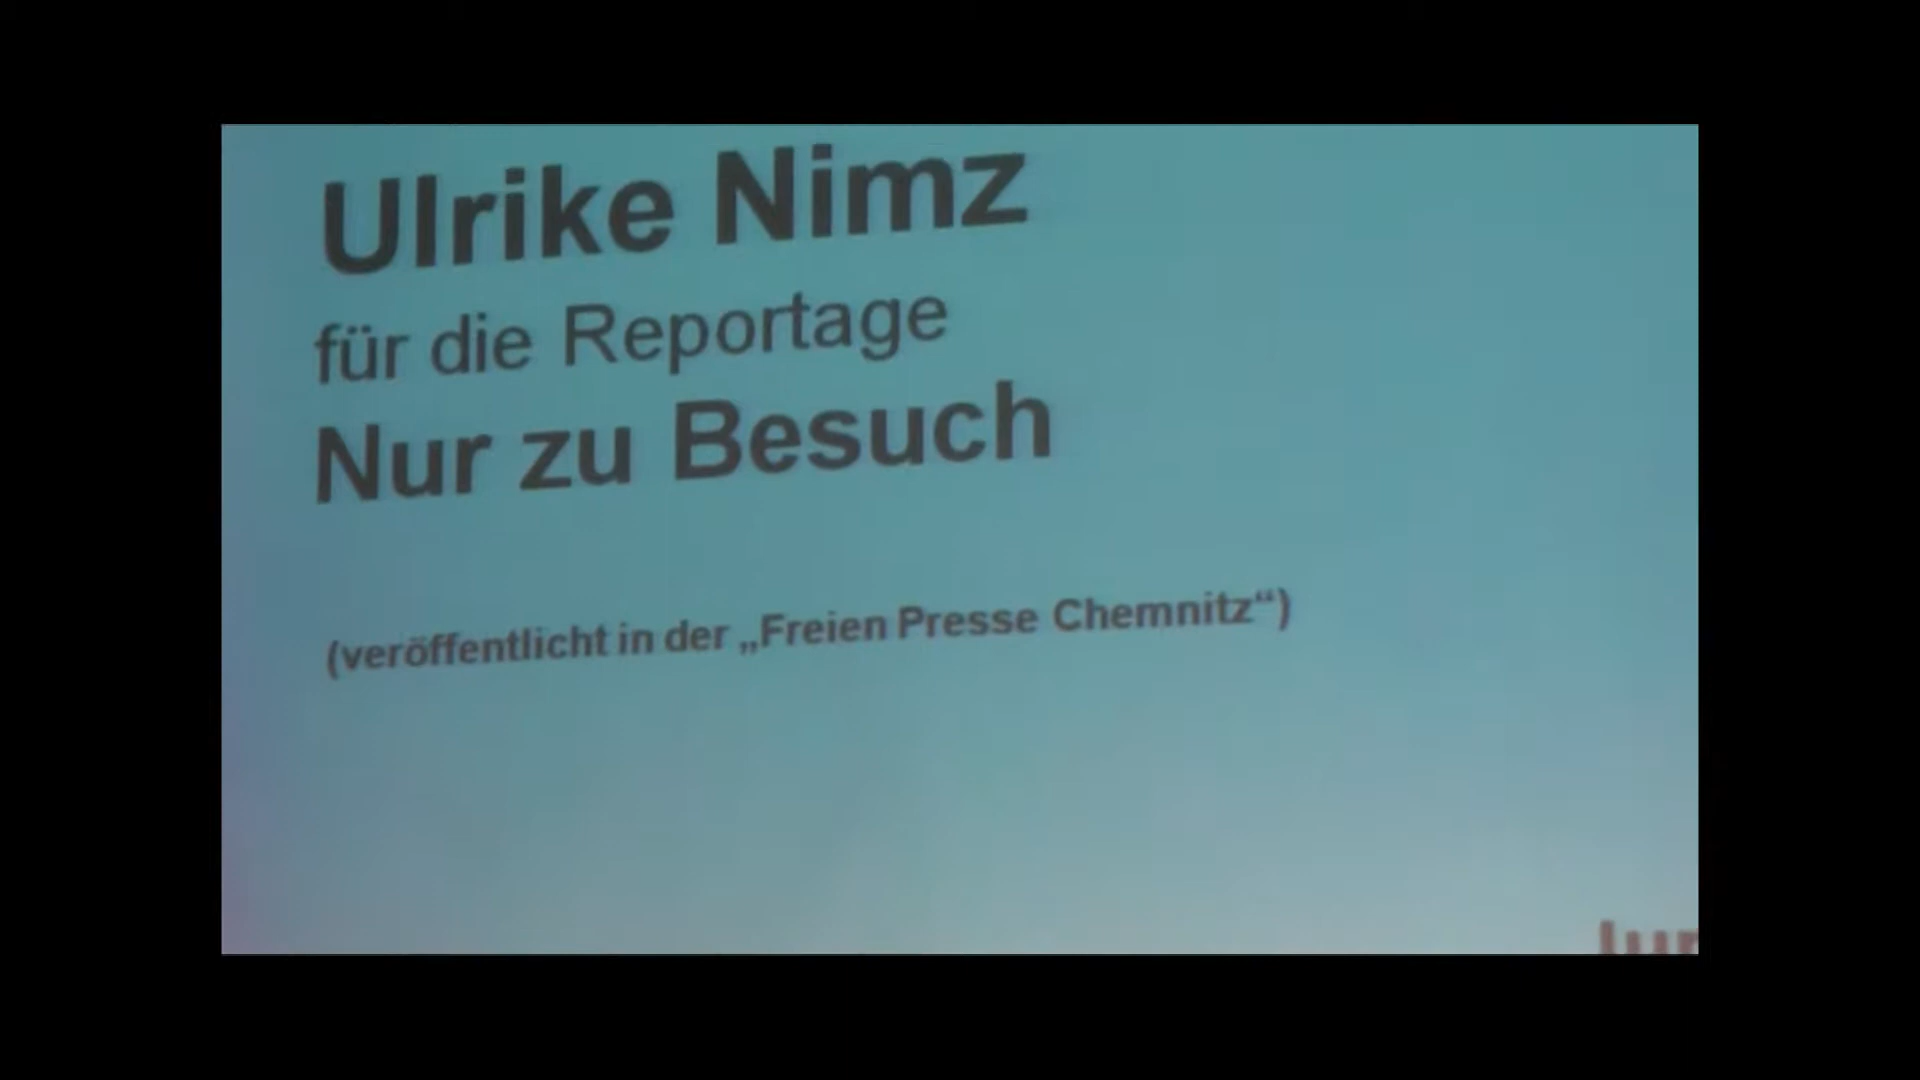 Ulrike Nimz
für die Reportage
Nur zu Besuch
(veröffentlicht in der „Freien Presse Chemnitz“)